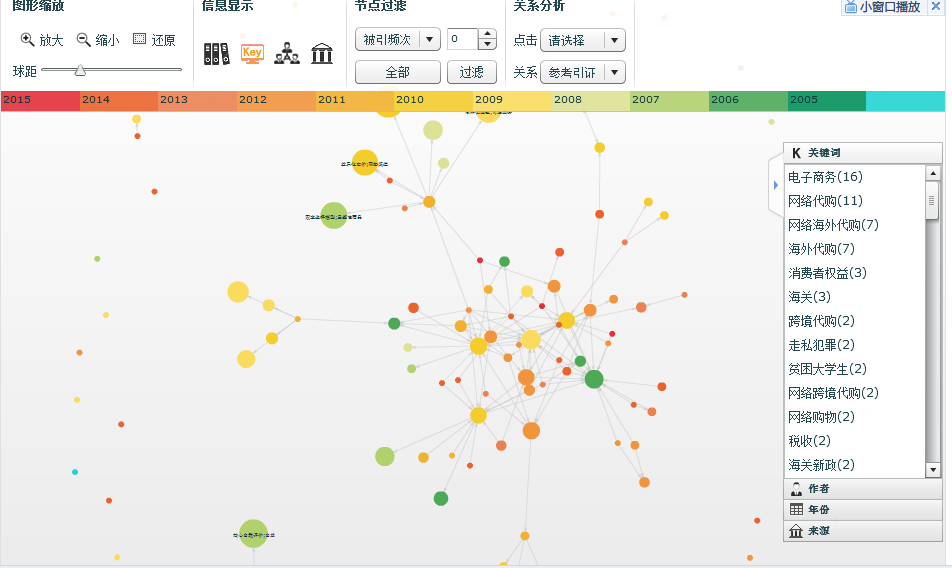 图形缩放
信息显示
节点过滤
关系分析
小窗口播放
放大
缩小
还原
Key
被引频次
0
点击
请选择
球距
全部
过滤
关系
参考引证
2015
2014
2013
2012
2011
2010
2009
2008
2007
2006
2005
K 关键词
电子商务(16)
网络代购(11)
网络海外代购(7)
海外代购(7)
消费者权益(3)
海关(3)
跨境代购(2)
走私犯罪(2)
贫困大学生(2)
网络跨境代购(2)
网络购物(2)
税收(2)
海关新政(2)
作者
年份
来源